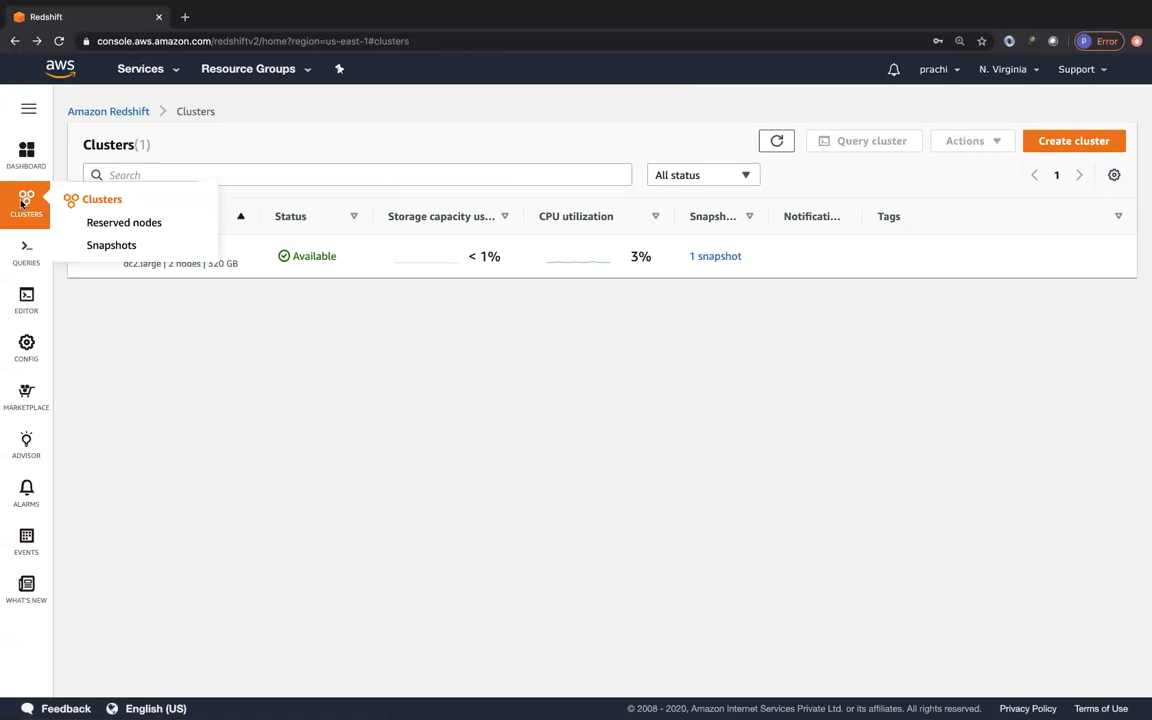 Redshift
console.aws.amazon.com/redshiftv2/home?region=us-east-1#clusters
P Error
aws Services Resource Groups prachi N. Virginia Support
Amazon Redshift Clusters
Clusters(1) Query cluster Actions Create cluster
Search All status 1
DASHBOARD
CLUSTERS
Clusters
Reserved nodes
Snapshots
Status Storage capacity us... CPU utilization Snapsh... Notificati... Tags
dc2.large | 2 nodes | 320 GB Available < 1% 3% 1 snapshot
QUERIES
EDITOR
CONFIG
MARKETPLACE
ADVISOR
ALARMS
EVENTS
WHAT'S NEW
Feedback English (US) © 2008 - 2020, Amazon Internet Services Private Ltd. or its affiliates. All rights reserved. Privacy Policy Terms of Use